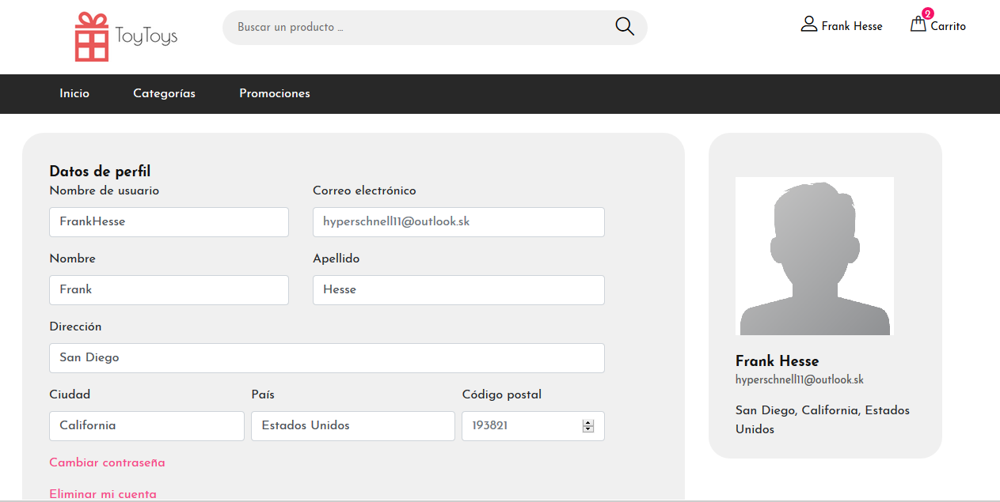 ToyToys
Buscar un producto ...
Frank Hesse
2
Carrito
Inicio Categorías Promociones
Datos de perfil
Nombre de usuario Correo electrónico
FrankHesse hyperschnell11@outlook.sk
Nombre Apellido
Frank Hesse
Dirección
San Diego
Ciudad País Código postal
California Estados Unidos 193821
Cambiar contraseña
Eliminar mi cuenta
Frank Hesse
hyperschnell11@outlook.sk
San Diego, California, Estados
Unidos